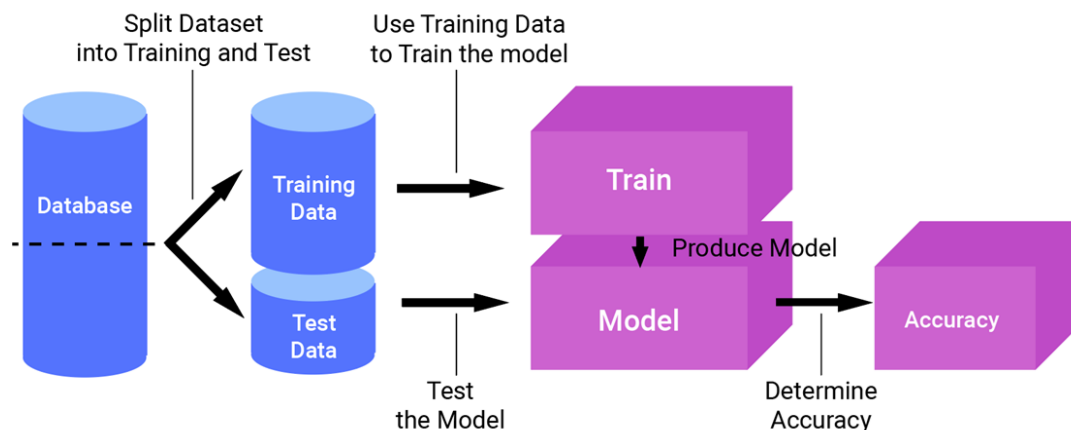 Split Dataset
into Training and Test
Use Training Data
to Train the model
Database
Training
Data
Train
Produce Model
Test
Data
Model
Accuracy
Test
the Model
Determine
Accuracy